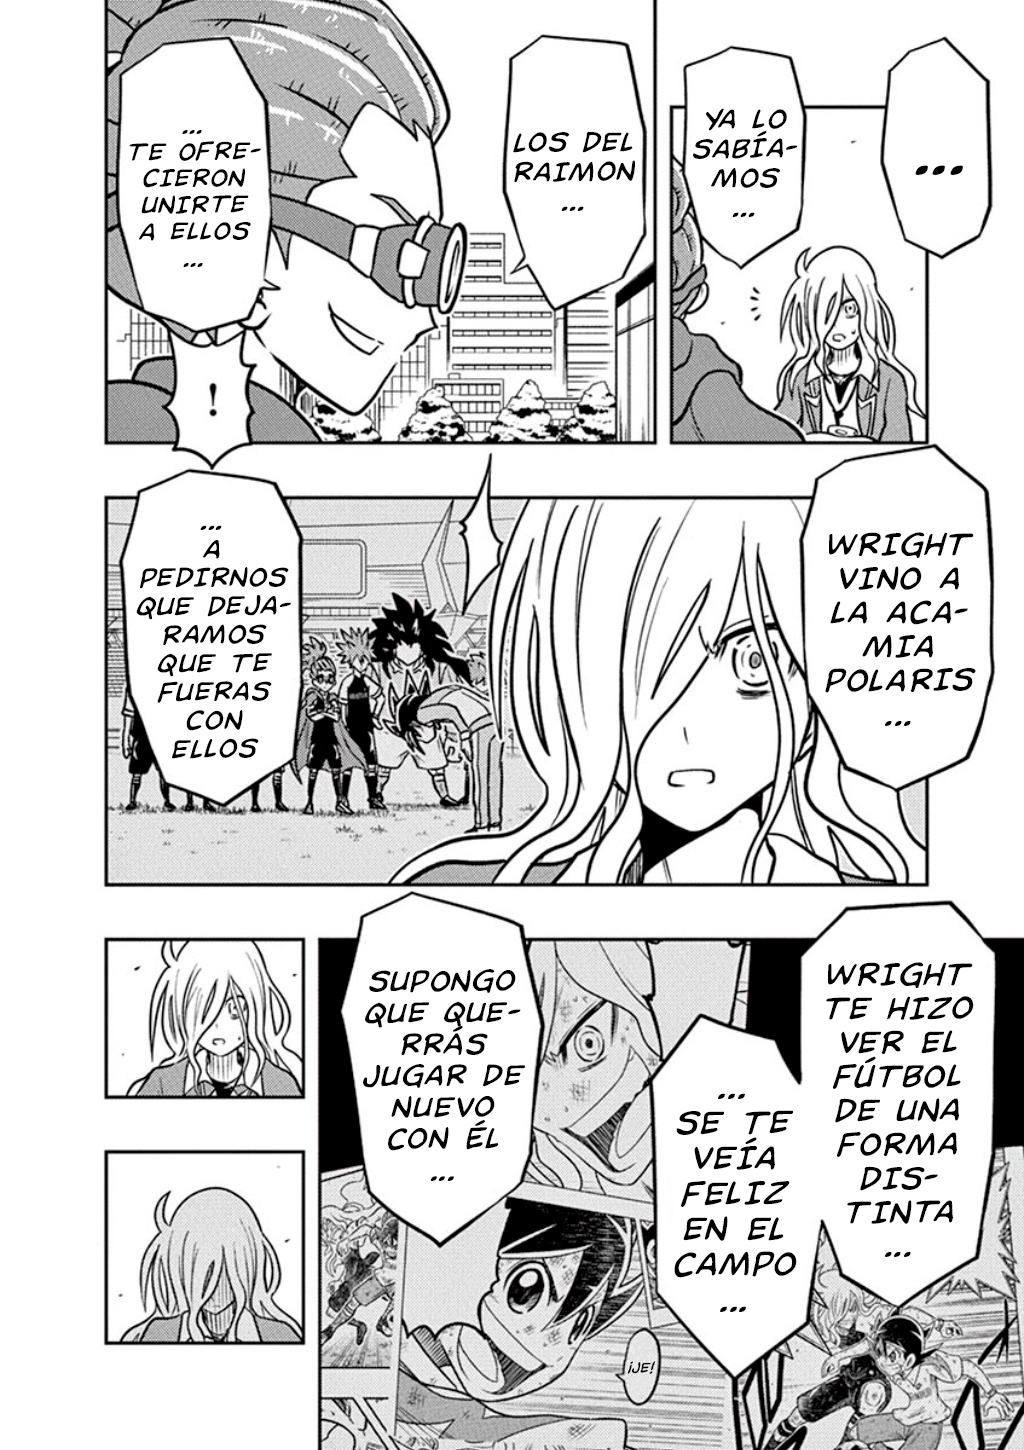 ...
YA LO
SABÍA-
MOS
...
LOS DEL
RAIMON
...
...
TE OFRE-
CIERON
UNIRTE
A ELLOS
...
!
WRIGHT
VINO A
LA ACA-
MIA
POLARIS
...
...
A
PEDIRNOS
QUE DEJA-
RAMOS
QUE TE
FUERAS
CON
ELLOS
WRIGHT
TE HIZO
VER EL
FÚTBOL
DE UNA
FORMA
DIS-
TINTA
...
...
SE TE
VEÍA
FELIZ
EN EL
CAMPO
...
¡JE!
SUPONGO
QUE QUE-
RRÁS
JUGAR DE
NUEVO
CON ÉL
...